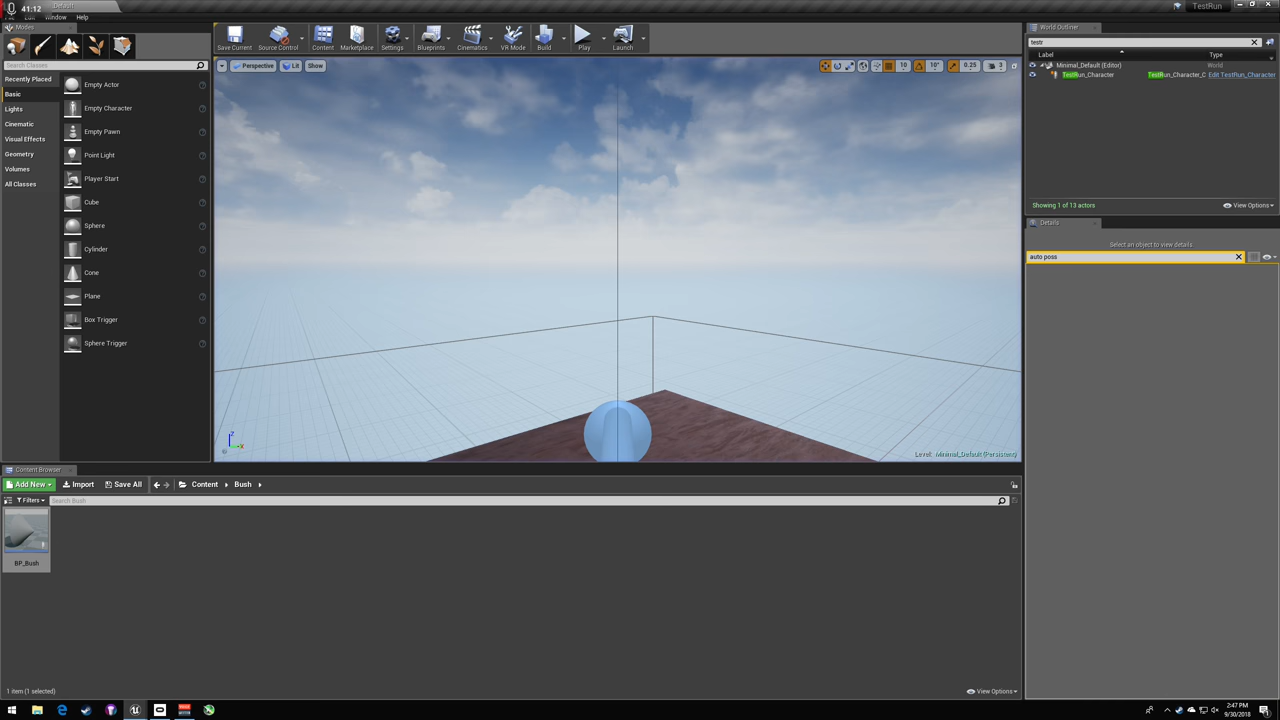 41:12
Default
TestRun
File Edit Window Help
Modes
Search Classes
Recently Placed
Basic
Lights
Cinematic
Visual Effects
Geometry
Volumes
All Classes
Empty Actor
Empty Character
Empty Pawn
Point Light
Player Start
Cube
Sphere
Cylinder
Cone
Plane
Box Trigger
Sphere Trigger
Save Current
Source Control
Content
Marketplace
Settings
Blueprints
Cinematics
VR Mode
Build
Play
Launch
Perspective Lit Show
10 10° 0.25 3
Z
Level: Minimal_Default (Persistent)
World Outliner
testr
Label Type
Minimal_Default (Editor) World
TestRun_Character TestRun_Character_C Edit TestRun_Character
Showing 1 of 13 actors View Options
Details
Select an object to view details
auto poss
Content Browser
Add New Import Save All Content Bush
Filters Search Bush
BP_Bush
1 item (1 selected) View Options
2:47 PM
9/30/2018